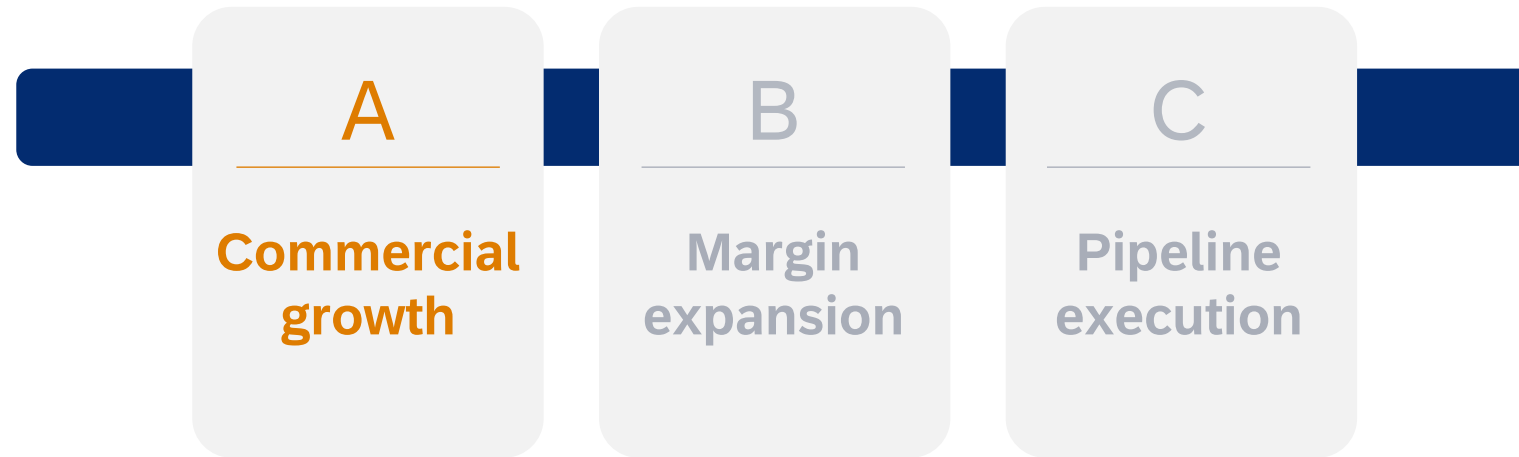 A
Commercial
growth
B
Margin
expansion
C
Pipeline
execution